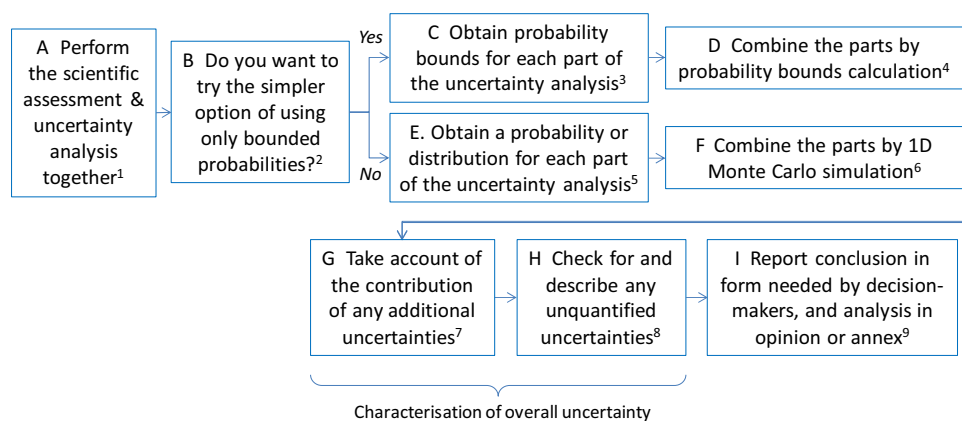 A Perform
the scientific
assessment &
uncertainty
analysis
together¹
B Do you want to
try the simpler
option of using
only bounded
probabilities?²
Yes
No
C Obtain probability
bounds for each part of
the uncertainty analysis³
D Combine the parts by
probability bounds calculation⁴
E. Obtain a probability or
distribution for each part
of the uncertainty analysis⁵
F Combine the parts by 1D
Monte Carlo simulation⁶
G Take account of
the contribution
of any additional
uncertainties⁷
H Check for and
describe any
unquantified
uncertainties⁸
I Report conclusion in
form needed by decision-
makers, and analysis in
opinion or annex⁹
Characterisation of overall uncertainty